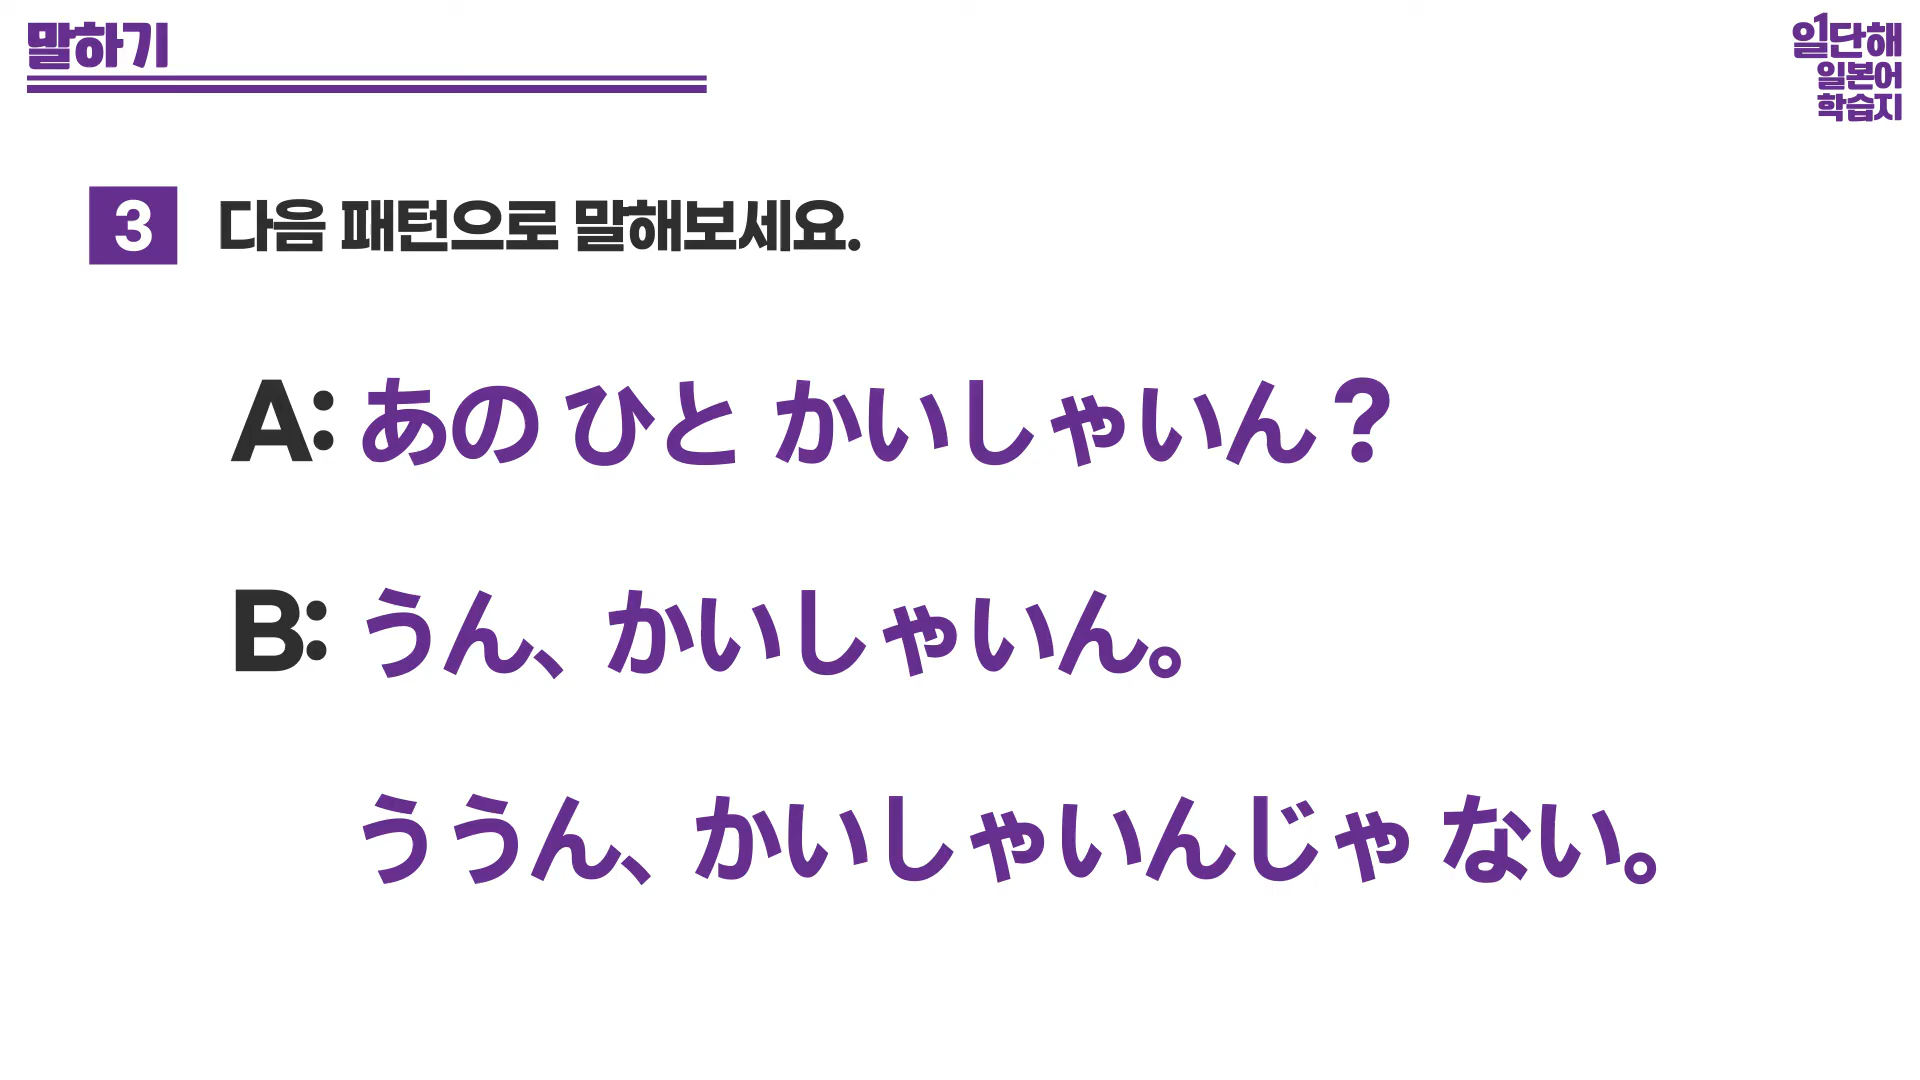 말하기
일단해
일본어
학습지
3 다음 패턴으로 말해보세요.
A: あの ひと かいしゃいん？
B: うん、かいしゃいん。
ううん、かいしゃいんじゃ ない。